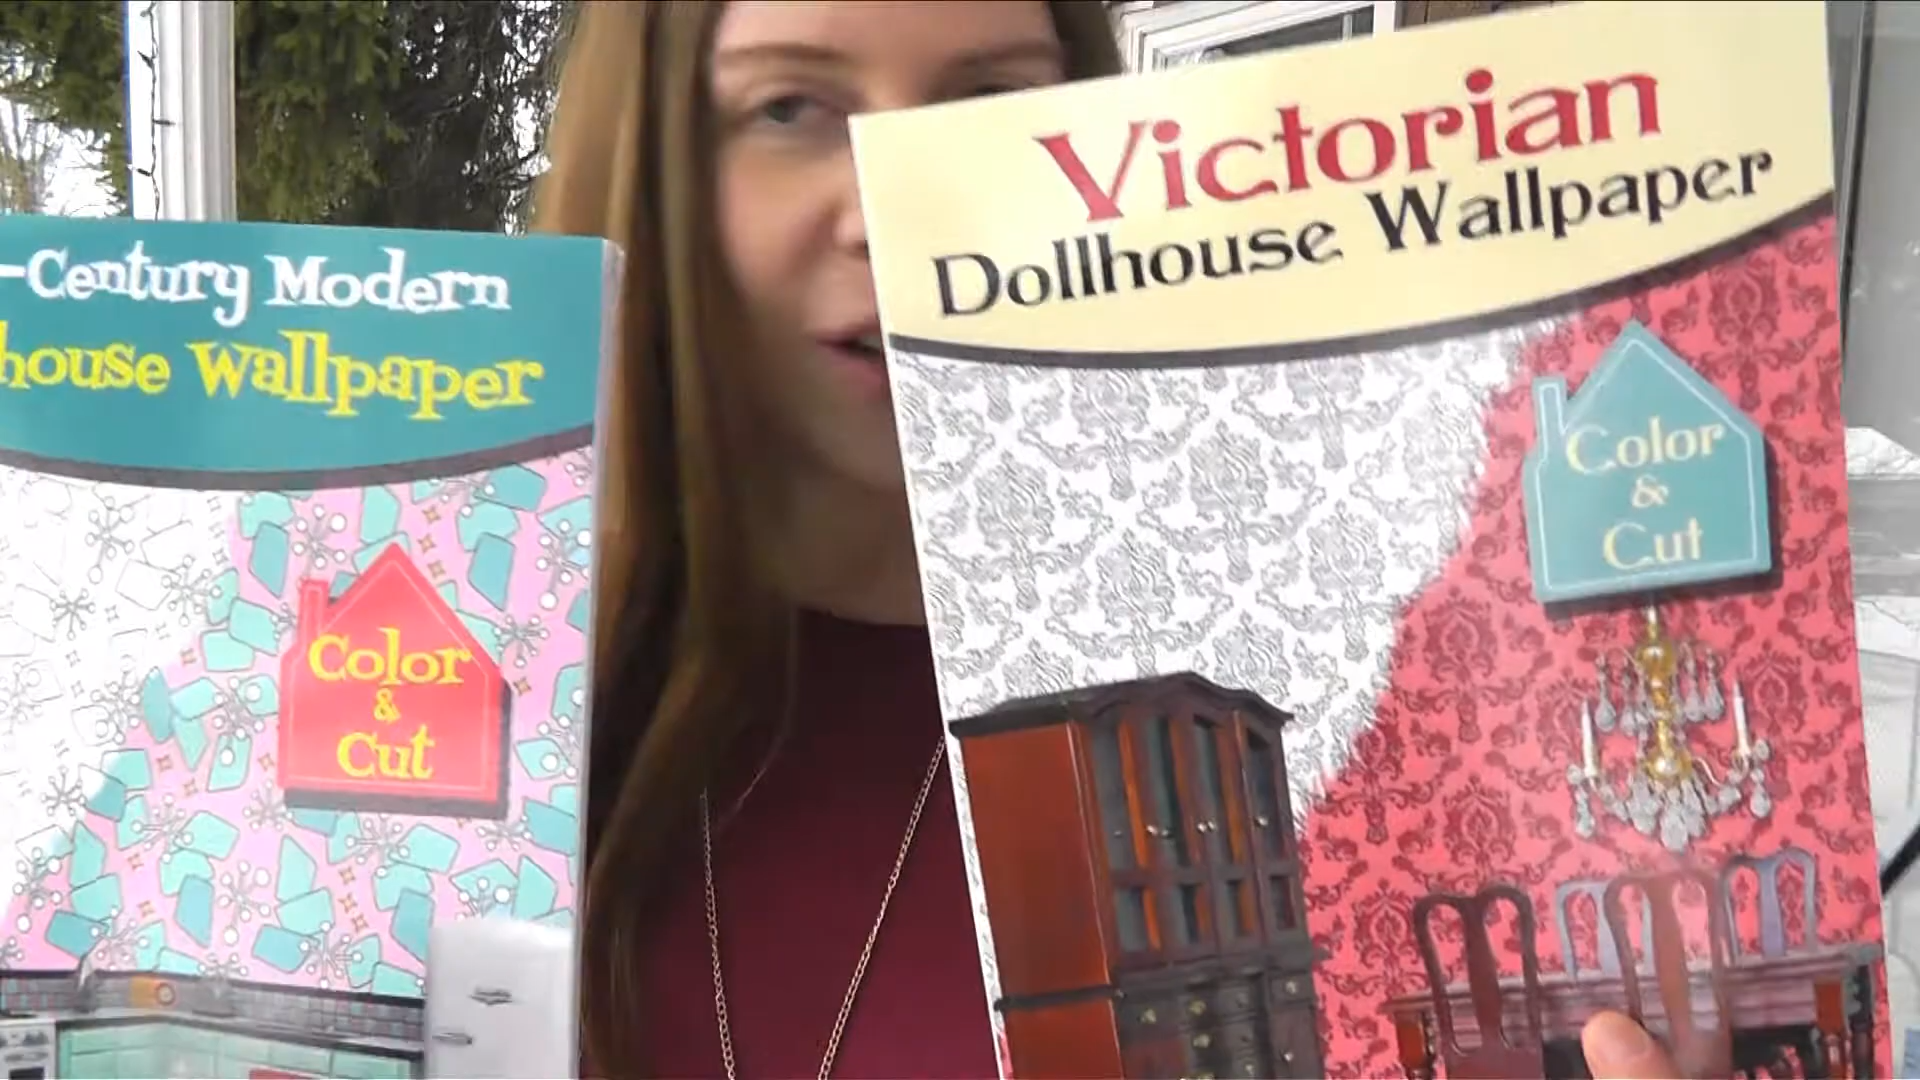 -Century Modern
house Wallpaper
Color
&
Cut
Victorian
Dollhouse Wallpaper
Color
&
Cut